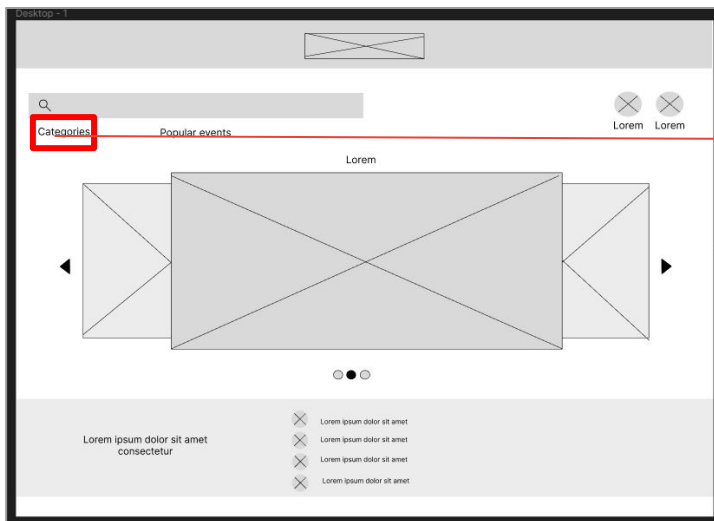 Desktop - 1
Categories
Popular events
Lorem
Lorem
Lorem
Lorem ipsum dolor sit amet
consectetur
Lorem ipsum dolor sit amet
Lorem ipsum dolor sit amet
Lorem ipsum dolor sit amet
Lorem ipsum dolor sit amet